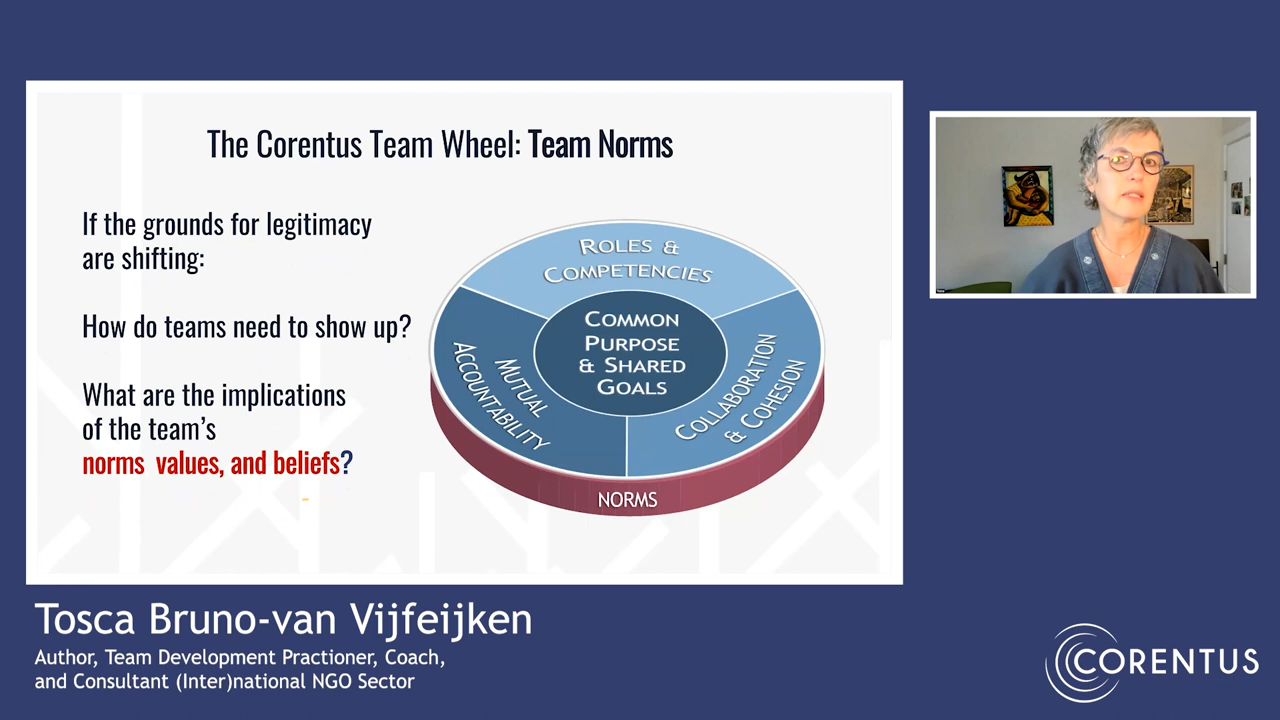 The Corentus Team Wheel: Team Norms
If the grounds for legitimacy
are shifting:
How do teams need to show up?
What are the implications
of the team's
norms values, and beliefs?
ROLES &
COMPETENCIES
COMMON
PURPOSE
& SHARED
GOALS
MUTUAL
ACCOUNTABILITY
COLLABORATION
& COHESION
NORMS
Tosca Bruno-van Vijfeijken
Author, Team Development Practioner, Coach,
and Consultant (Inter)national NGO Sector
CORENTUS